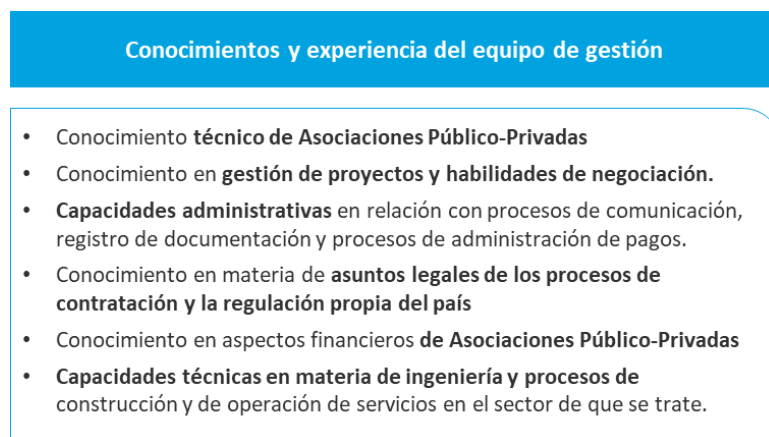 Conocimientos y experiencia del equipo de gestión
• Conocimiento técnico de Asociaciones Público-Privadas
• Conocimiento en gestión de proyectos y habilidades de negociación.
• Capacidades administrativas en relación con procesos de comunicación,
registro de documentación y procesos de administración de pagos.
• Conocimiento en materia de asuntos legales de los procesos de
contratación y la regulación propia del país
• Conocimiento en aspectos financieros de Asociaciones Público-Privadas
• Capacidades técnicas en materia de ingeniería y procesos de
construcción y de operación de servicios en el sector de que se trate.